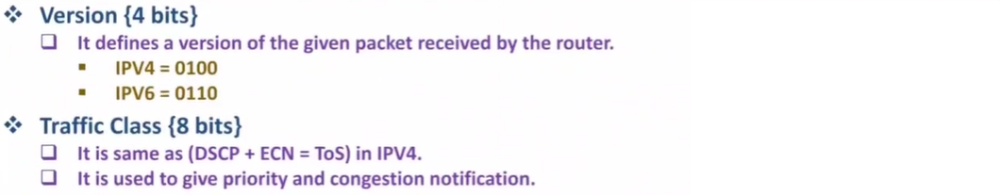 Version {4 bits}
It defines a version of the given packet received by the router.
IPV4 = 0100
IPV6 = 0110
Traffic Class {8 bits}
It is same as (DSCP + ECN = ToS) in IPV4.
It is used to give priority and congestion notification.